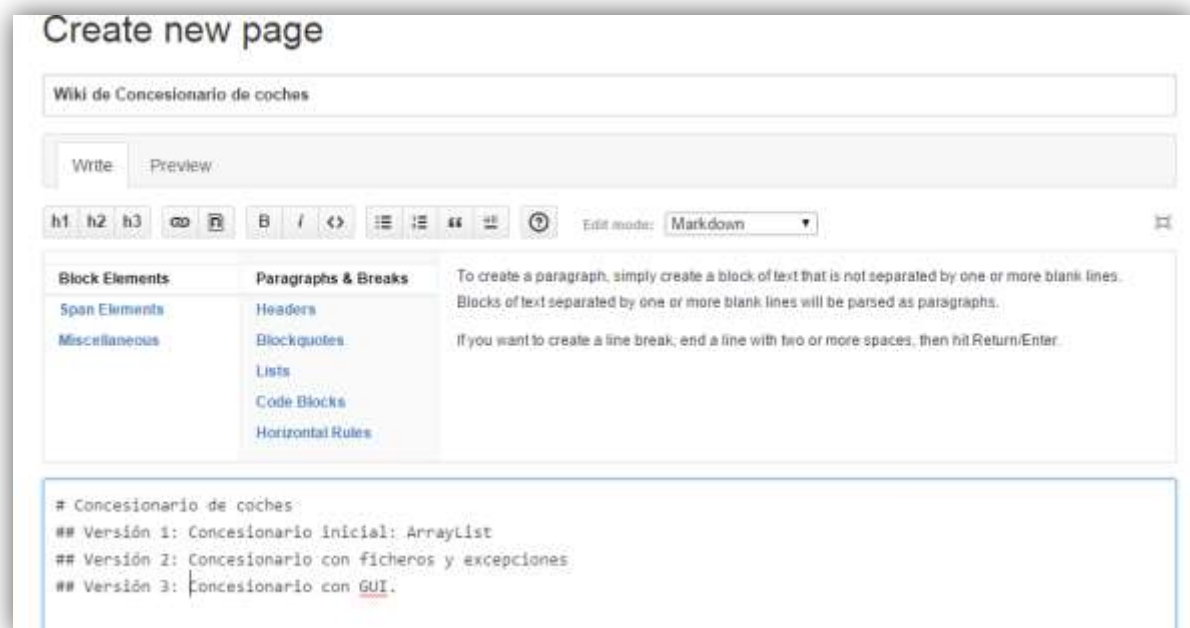 Create new page
Wiki de Concesionario de coches
Write Preview
h1 h2 h3 B i <> Edit mode: Markdown
Block Elements Paragraphs & Breaks To create a paragraph, simply create a block of text that is not separated by one or more blank lines.
Span Elements Headers Blocks of text separated by one or more blank lines will be parsed as paragraphs.
Miscellaneous Blockquotes If you want to create a line break, end a line with two or more spaces, then hit Return/Enter.
Lists
Code Blocks
Horizontal Rules
# Concesionario de coches
## Versión 1: Concesionario inicial: ArrayList
## Versión 2: Concesionario con ficheros y excepciones
## Versión 3: Concesionario con GUI.